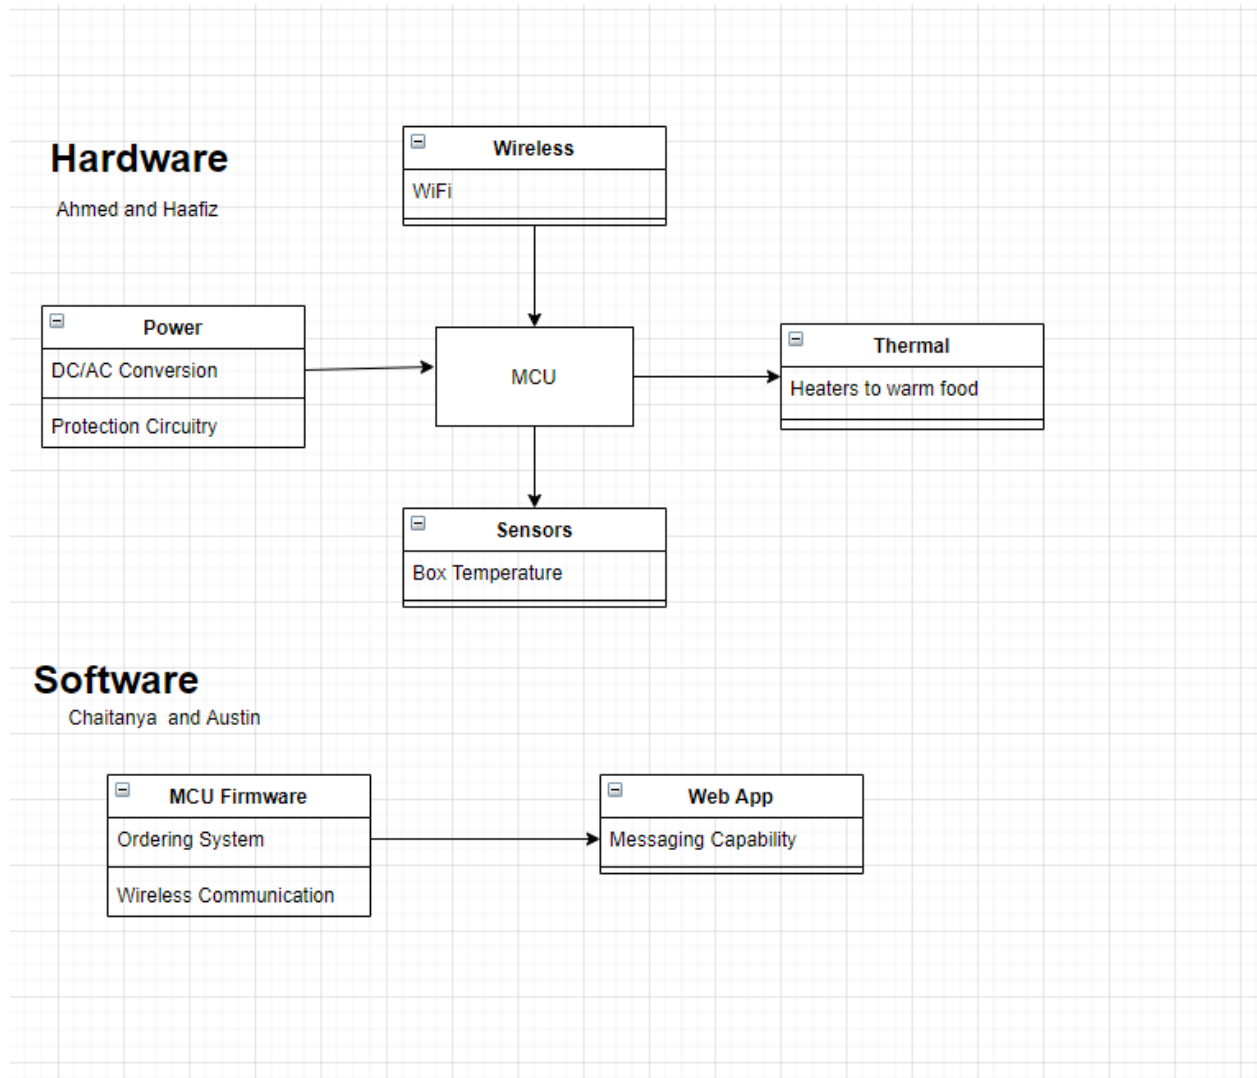 Hardware
Ahmed and Haafiz
Wireless
WiFi
Power
DC/AC Conversion
Protection Circuitry
MCU
Thermal
Heaters to warm food
Sensors
Box Temperature
Software
Chaitanya  and Austin
MCU Firmware
Ordering System
Wireless Communication
Web App
Messaging Capability